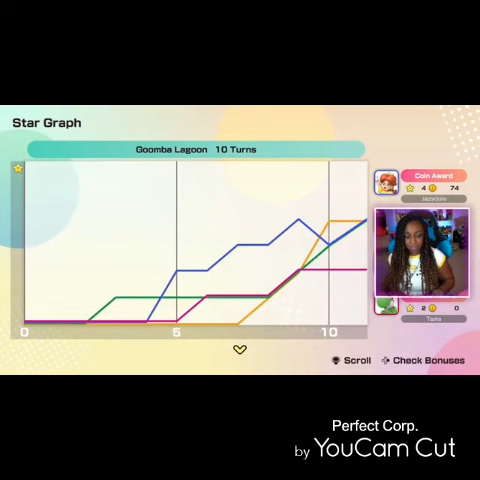 Star Graph
Goomba Lagoon 10 Turns
Coin Award
4 74
0 5 10
2 0
Tasha
Scroll Check Bonuses
Perfect Corp.
by YouCam Cut